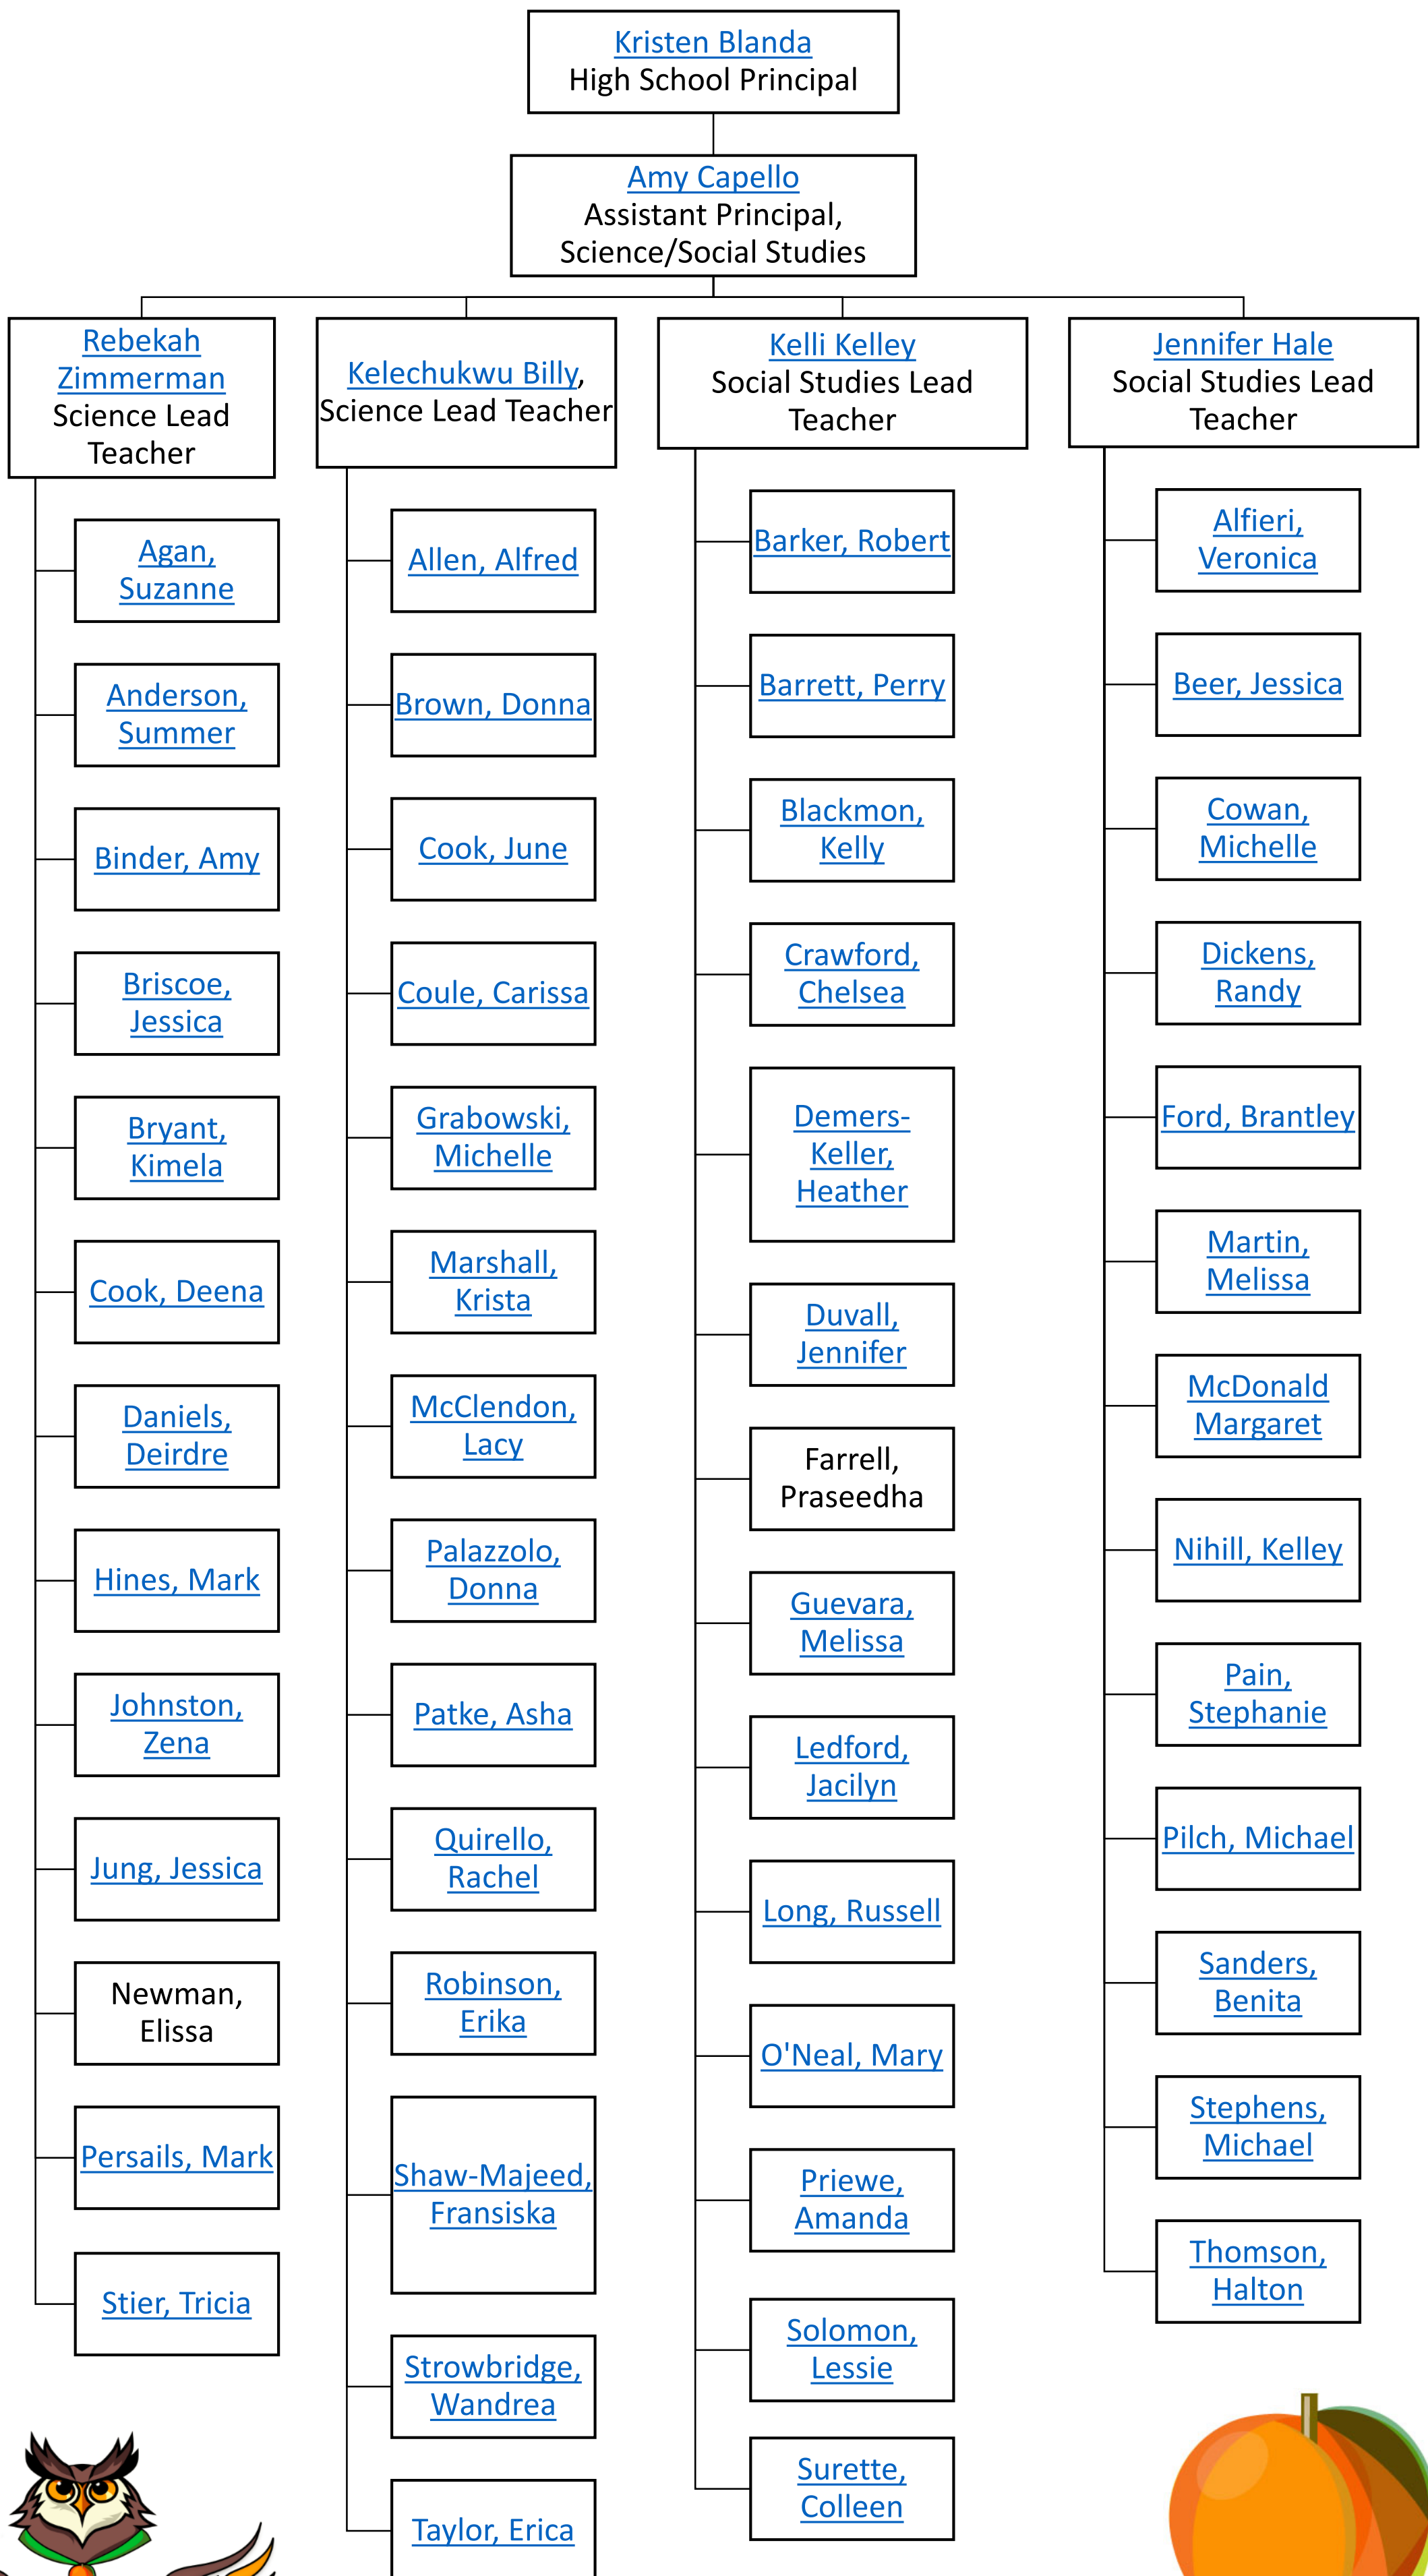 Kristen Blanda
High School Principal
Amy Capello
Assistant Principal,
Science/Social Studies
Rebekah
Zimmerman
Science Lead
Teacher
Agan,
Suzanne
Anderson,
Summer
Binder, Amy
Briscoe,
Jessica
Bryant,
Kimela
Cook, Deena
Daniels,
Deirdre
Hines, Mark
Johnston,
Zena
Jung, Jessica
Newman,
Elissa
Persails, Mark
Stier, Tricia
Kelechukwu Billy,
Science Lead Teacher
Allen, Alfred
Brown, Donna
Cook, June
Coule, Carissa
Grabowski,
Michelle
Marshall,
Krista
McClendon,
Lacy
Palazzolo,
Donna
Patke, Asha
Quirello,
Rachel
Robinson,
Erika
Shaw-Majeed,
Fransiska
Strowbridge,
Wandrea
Taylor, Erica
Kelli Kelley
Social Studies Lead
Teacher
Barker, Robert
Barrett, Perry
Blackmon,
Kelly
Crawford,
Chelsea
Demers-
Keller,
Heather
Duvall,
Jennifer
Farrell,
Praseedha
Guevara,
Melissa
Ledford,
Jacilyn
Long, Russell
O'Neal, Mary
Priewe,
Amanda
Solomon,
Lessie
Surette,
Colleen
Jennifer Hale
Social Studies Lead
Teacher
Alfieri,
Veronica
Beer, Jessica
Cowan,
Michelle
Dickens,
Randy
Ford, Brantley
Martin,
Melissa
McDonald
Margaret
Nihill, Kelley
Pain,
Stephanie
Pilch, Michael
Sanders,
Benita
Stephens,
Michael
Thomson,
Halton